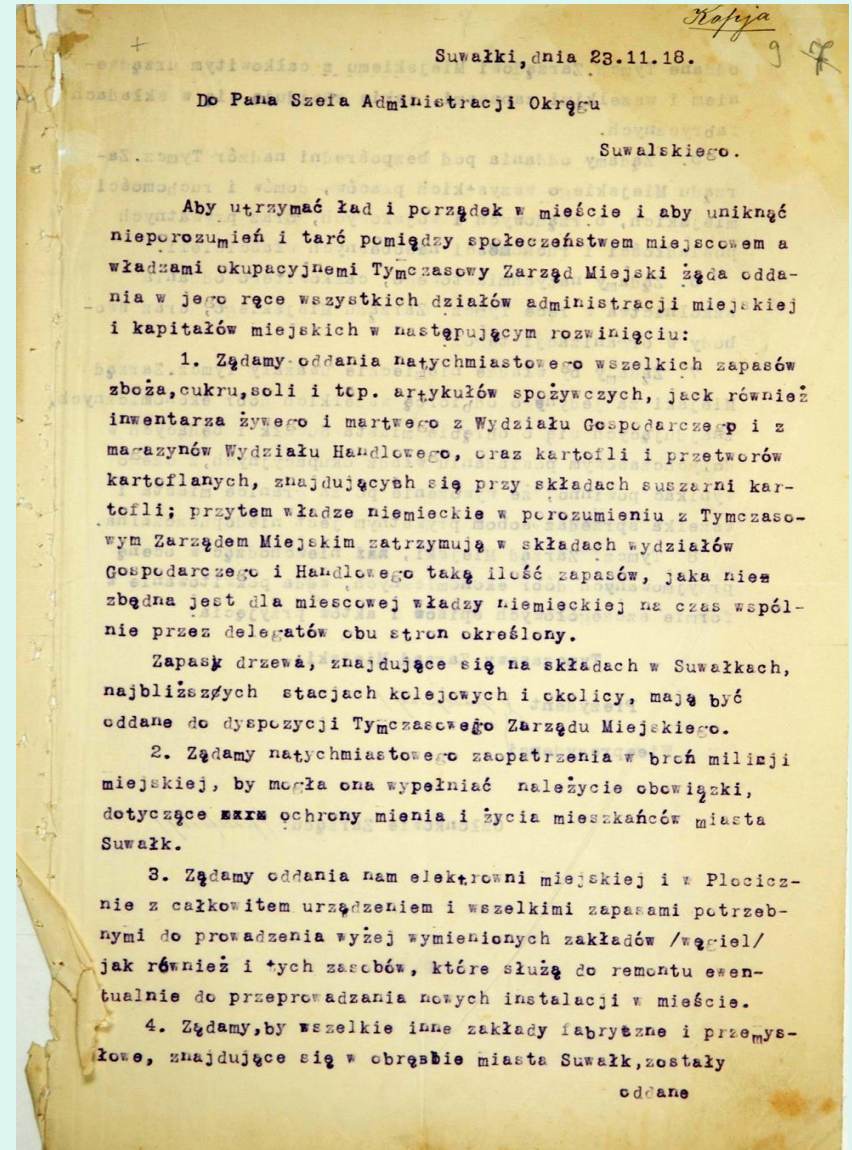 Kopja
9 7
Suwałki,dnia 23.11.18.
Do Pana Szefa Administracji Okręgu
Suwalskiego.
Aby utrzymać ład i porządek w mieście i aby uniknąć
nieporozumień i tarć pomiędzy społeczeństwem miejscowem a
władzami okupacyjnemi Tymczasowy Zarząd Miejski żąda odda-
nia w jego ręce wszystkich działów administracji miejskiej
i kapitałów miejskich w następującym rozwinięciu:
1. Ządamy oddania natychmiastowego wszelkich zapasów
zboża,cukru,soli i top. artykułów spożywczych, jack również
inwentarza żywego i martwego z Wydziału Gospodarczegp i z
magazynów Wydziału Handlowego, oraz kartofli i przetworów
kartoflanych, znajdujących się przy składach suszarni kar-
tofli; przytem władze niemieckie w porozumieniu z Tymczaso-
wym Zarządem Miejskim zatrzymują w składach wydziałów
Gospodarczego i Handlowego taką ilość zapasów, jaka nie
zbędna jest dla miescowej władzy niemieckiej na czas wspól-
nie przez delegatów obu stron określony.
Zapasy drzewa, znajdujące się na składach w Suwałkach,
najbliższych stacjach kolejowych i okolicy, mają być
oddane do dyspozycji Tymczasowego Zarządu Miejskiego.
2. Ządamy natychmiastowego zaopatrzenia w broń milicji
miejskiej, by mogła ona wypełniać należycie obowiązki,
dotyczące ochrony mienia i życia mieszkańców miasta
Suwałk.
3. Ządamy oddania nam elektrowni miejskiej i w Plocicz-
nie z całkowitem urządzeniem i wszelkimi zapasami potrzeb-
nymi do prowadzenia wyżej wymienionych zakładów /węgiel/
jak również i tych zasobów, które służą do remontu ewen-
tualnie do przeprowadzania nowych instalacji w mieście.
4. Ządamy,by wszelkie inne zakłady fabryczne i przemys-
łowe, znajdujące się w obrębie miasta Suwałk,zostały
oddane